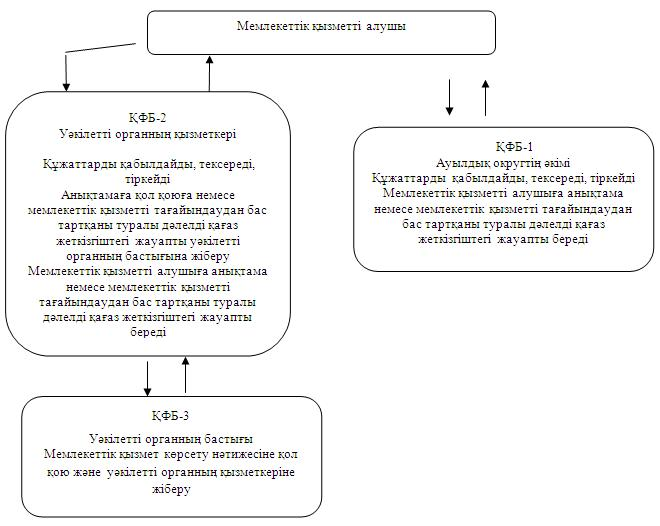 Мемлекеттік қызметті алушы
ҚФБ-2
Уәкілетті органның қызметкері
Құжаттарды қабылдайды, тексереді,
тіркейді
Анықтамаға қол қоюға немесе
мемлекеттік қызметті тағайындаудан бас
тартқаны туралы дәлелді қағаз
жеткізгіштегі жауапты уәкілетті
органның бастығына жіберу
Мемлекеттік қызметті алушыға анықтама
немесе мемлекеттік қызметті
тағайындаудан бас тартқаны туралы
дәлелді қағаз жеткізгіштегі жауапты
береді
ҚФБ-1
Ауылдық округтің әкімі
Құжаттарды қабылдайды, тексереді, тіркейді
Мемлекеттік қызметті алушыға анықтама
немесе мемлекеттік қызметті тағайындаудан
бас тартқаны туралы дәлелді қағаз
жеткізгіштегі жауапты береді
ҚФБ-3
Уәкілетті органның бастығы
Мемлекеттік қызмет көрсету нәтижесіне қол
қою және уәкілетті органның қызметкеріне
жіберу